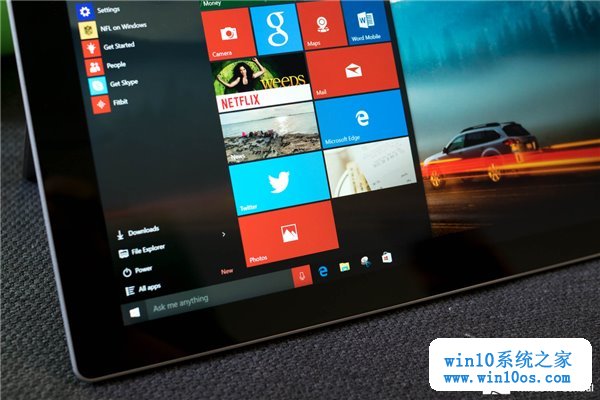 Settings
NFL on Windows
Get Started
People
Get Skype
Fitbit
Downloads
File Explorer
Power
All apps
New
Ask me anything
Money
Camera
g
Maps
Word Mobile
weeds
NETFLIX
Mail
News
Microsoft Edge
Twitter
Photos
win10系统之家
www.win10os.com